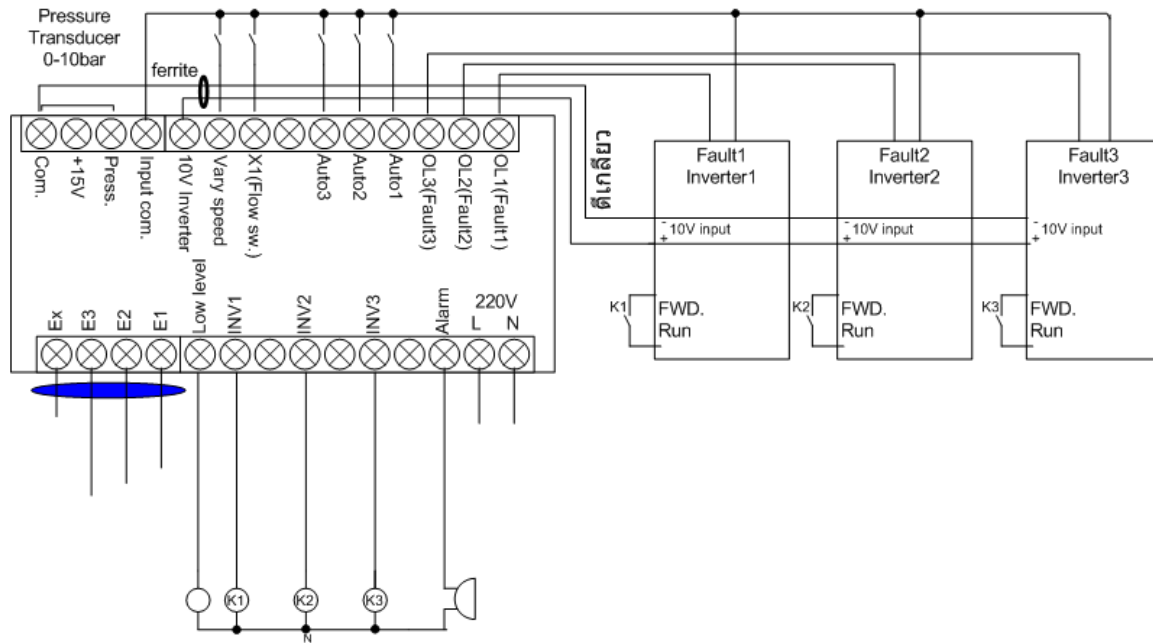 Pressure
Transducer
0-10bar
ferrite
Com.
+15V
Press.
Input com.
10V Inverter
Vary speed
X1(Flow sw.)
Auto3
Auto2
Auto1
OL3(Fault3)
OL2(Fault2)
OL1(Fault1)
ตีเกลียว
Fault1
Inverter1
Fault2
Inverter2
Fault3
Inverter3
-
+
10V input
-
+
10V input
-
+
10V input
K1
FWD.
Run
K2
FWD.
Run
K3
FWD.
Run
Ex
E3
E2
E1
Low level
INV1
INV2
INV3
Alarm
220V
L
N
K1
K2
K3
N